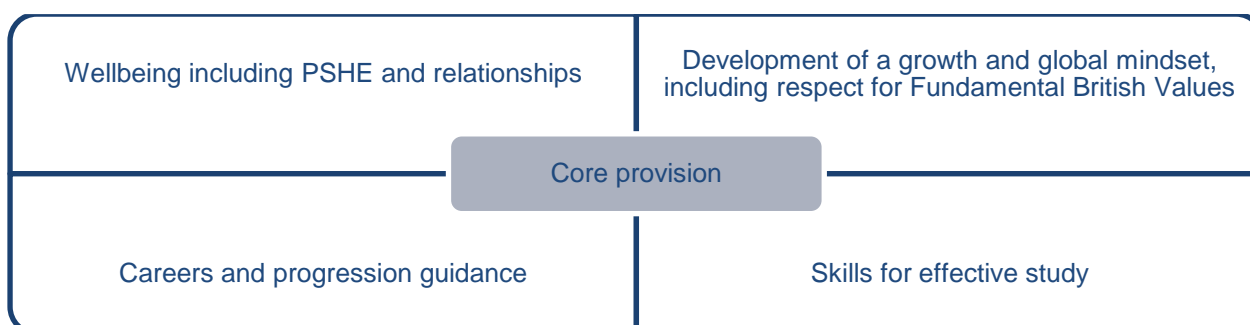 Wellbeing including PSHE and relationships
Development of a growth and global mindset,
including respect for Fundamental British Values
Core provision
Careers and progression guidance
Skills for effective study